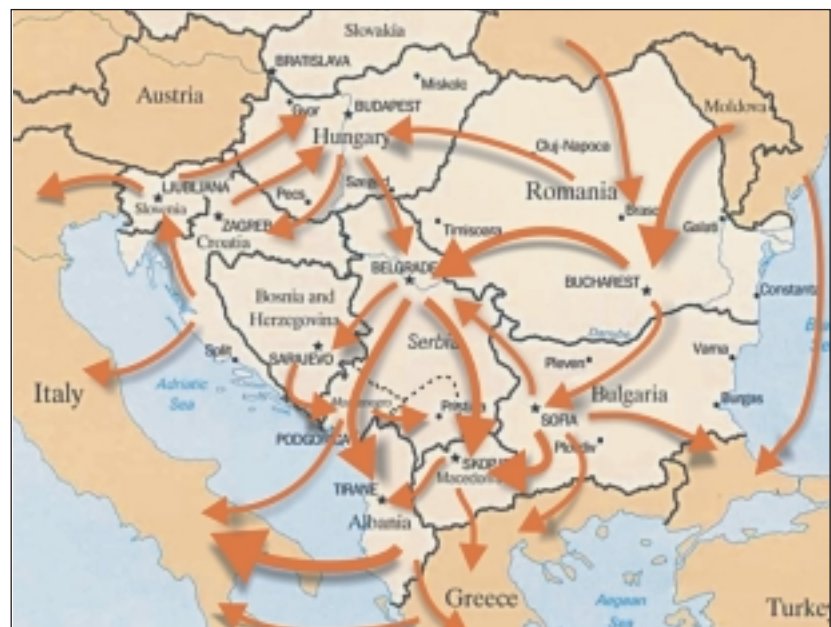 Slovakia
BRATISLAVA
Miskolc
Austria
Gyor
BUDAPEST
Moldova
Hungary
Cluj-Napoca
LJUBLJANA
Slovenia
Pecs
Szeged
Romania
Brasov
ZAGREB
Croatia
Timisoara
Galati
BELGRADE
BUCHAREST
Constanta
Bosnia and
Herzegovina
Serbia
Danube
Split
SARAJEVO
Pleven
Varna
Italy
Adriatic
Sea
Montenegro
Pristina
Bulgaria
Burgas
SOFIA
PODGORICA
Plovdiv
SKOPJE
Macedonia
TIRANE
Albania
Greece
Aegean
Sea
Turkey